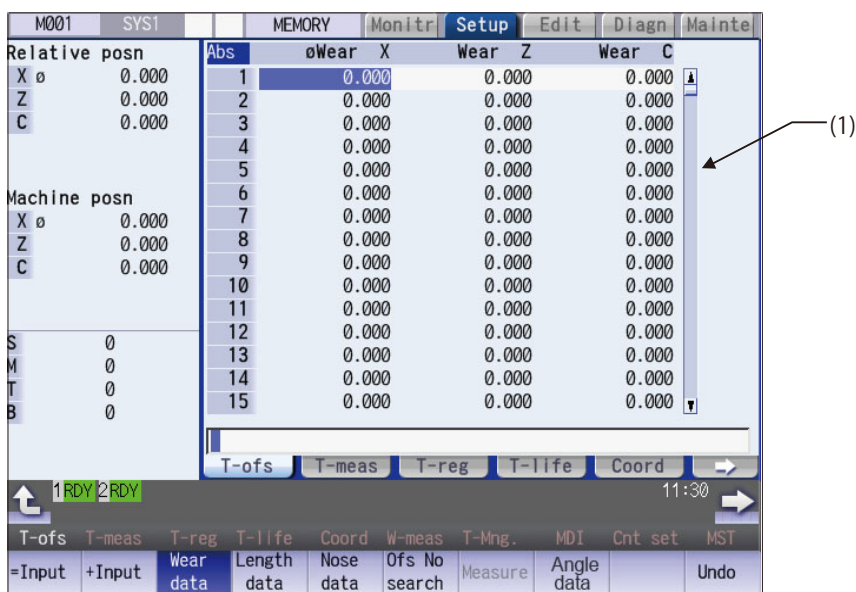 M001 SYS1 MEMORY Monitr Setup Edit Diagn Mainte
Relative posn
X ø 0.000
Z 0.000
C 0.000
Machine posn
X ø 0.000
Z 0.000
C 0.000
S 0
M 0
T 0
B 0
Abs øWear X Wear Z Wear C
1 0.000 0.000 0.000
2 0.000 0.000 0.000
3 0.000 0.000 0.000
4 0.000 0.000 0.000
5 0.000 0.000 0.000
6 0.000 0.000 0.000
7 0.000 0.000 0.000
8 0.000 0.000 0.000
9 0.000 0.000 0.000
10 0.000 0.000 0.000
11 0.000 0.000 0.000
12 0.000 0.000 0.000
13 0.000 0.000 0.000
14 0.000 0.000 0.000
15 0.000 0.000 0.000
(1)
T-ofs T-meas T-reg T-life Coord
1 RDY 2 RDY 11:30
T-ofs T-meas T-reg T-life Coord W-meas T-Mng. MDI Cnt set MST
=Input +Input Wear data Length data Nose data Ofs No search Measure Angle data Undo